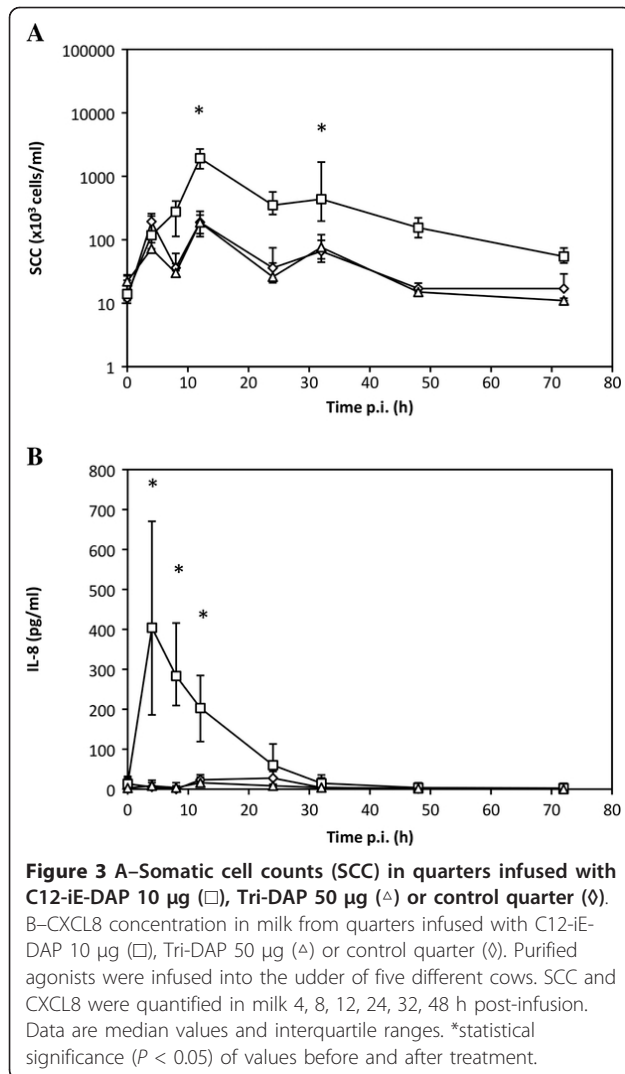 A
100000
10000
1000
100
10
1
SCC (x10³ cells/ml)
*
*
0 10 20 30 40 50 60 70 80
Time p.i. (h)
B
800
700
600
500
400
300
200
100
0
IL-8 (pg/ml)
*
*
*
0 10 20 30 40 50 60 70 80
Time p.i. (h)
Figure 3 A–Somatic cell counts (SCC) in quarters infused with
C12-iE-DAP 10 μg (□), Tri-DAP 50 μg (△) or control quarter (◊).
B–CXCL8 concentration in milk from quarters infused with C12-iE-
DAP 10 μg (□), Tri-DAP 50 μg (△) or control quarter (◊). Purified
agonists were infused into the udder of five different cows. SCC and
CXCL8 were quantified in milk 4, 8, 12, 24, 32, 48 h post-infusion.
Data are median values and interquartile ranges. *statistical
significance (P < 0.05) of values before and after treatment.